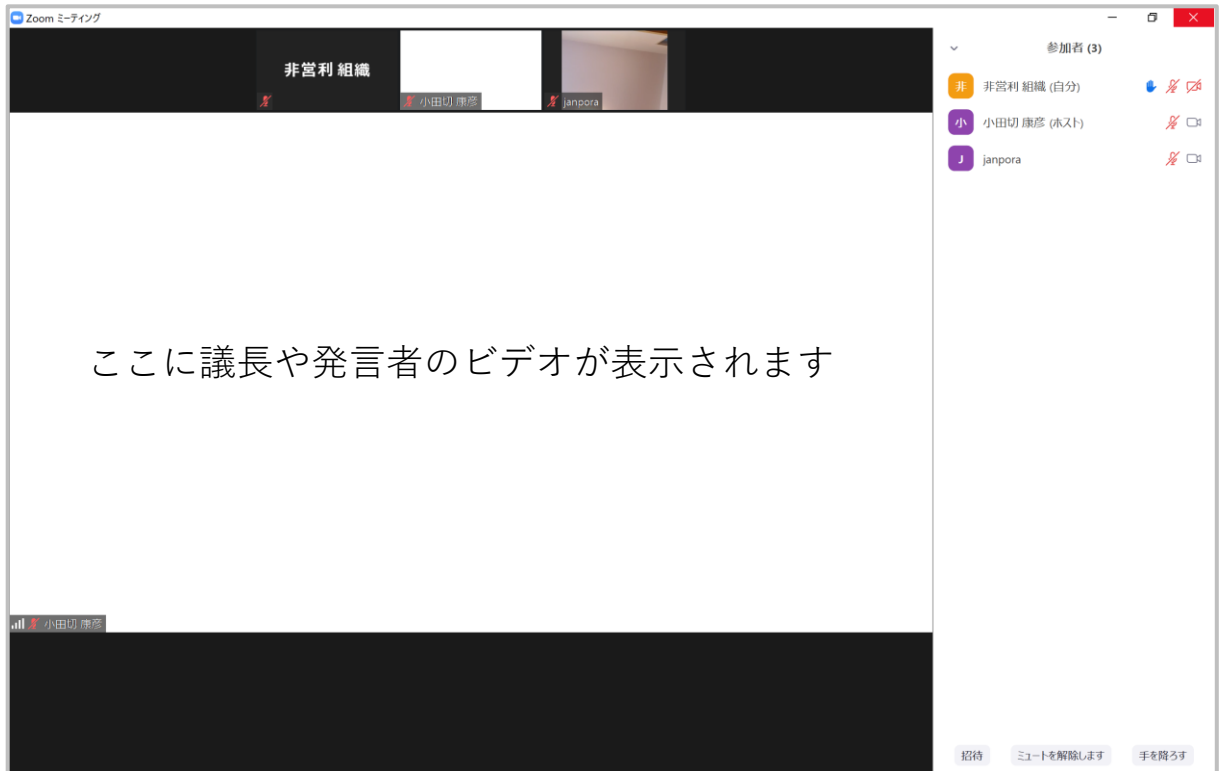 Zoom ミーティング
非営利 組織
小田切 康彦
janpora
ここに議長や発言者のビデオが表示されます
小田切 康彦
参加者 (3)
非 非営利 組織 (自分)
小 小田切 康彦 (ホスト)
J janpora
招待 ミュートを解除します 手を降ろす